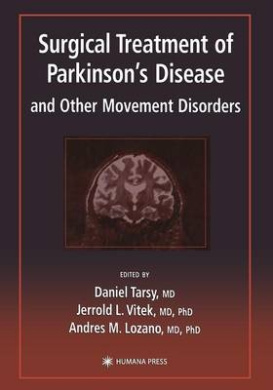 Surgical Treatment of
Parkinson's Disease
and Other Movement Disorders
EDITED BY
Daniel Tarsy, MD
Jerrold L. Vitek, MD, PhD
Andres M. Lozano, MD, PhD
HUMANA PRESS